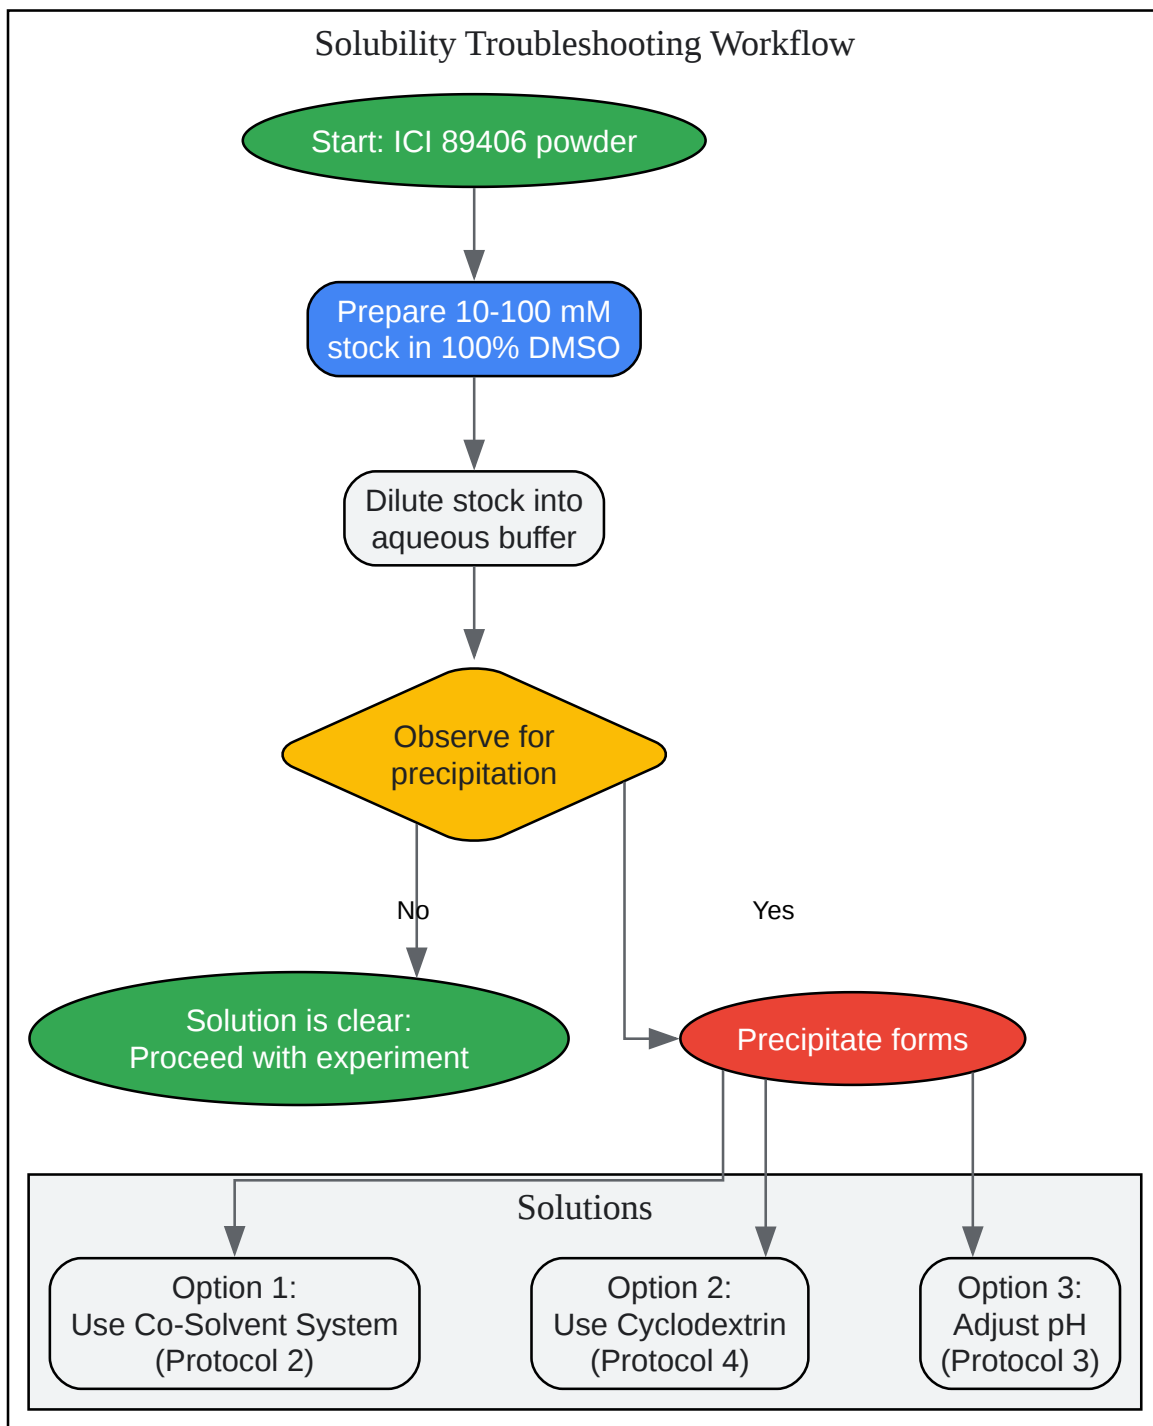 Solubility Troubleshooting Workflow
Start: ICI 89406 powder
Prepare 10-100 mM
stock in 100% DMSO
Dilute stock into
aqueous buffer
Observe for
precipitation
No
Yes
Solution is clear:
Proceed with experiment
Precipitate forms
Solutions
Option 1:
Use Co-Solvent System
(Protocol 2)
Option 2:
Use Cyclodextrin
(Protocol 4)
Option 3:
Adjust pH
(Protocol 3)